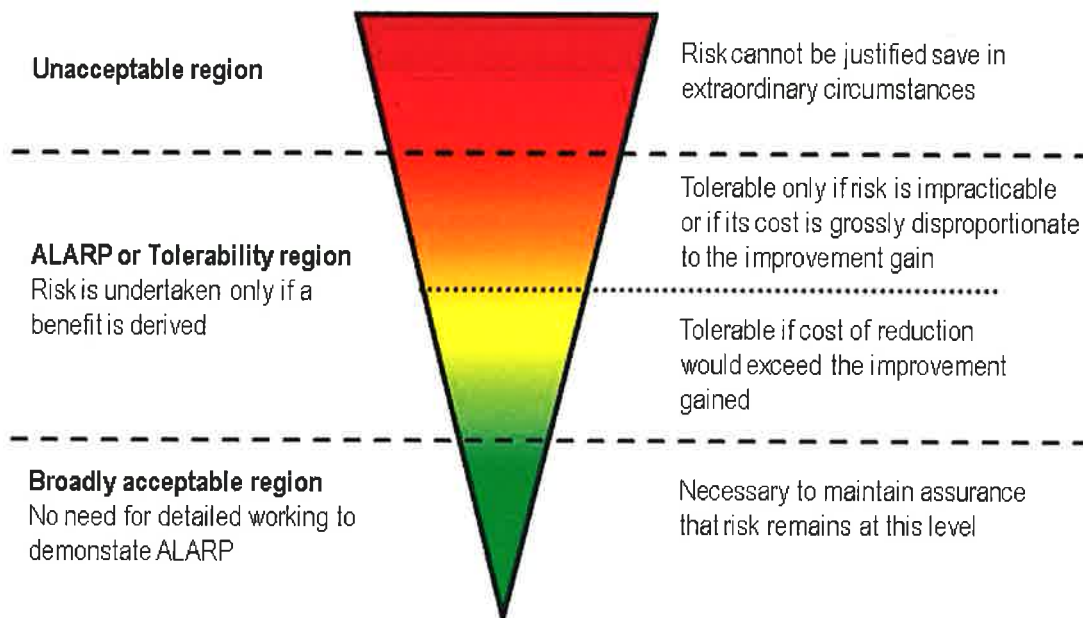 Unacceptable region
Risk cannot be justified save in
extraordinary circumstances
Tolerable only if risk is impracticable
or if its cost is grossly disproportionate
to the improvement gain
ALARP or Tolerability region
Risk is undertaken only if a
benefit is derived
Tolerable if cost of reduction
would exceed the improvement
gained
Broadly acceptable region
No need for detailed working to
demonstate ALARP
Necessary to maintain assurance
that risk remains at this level